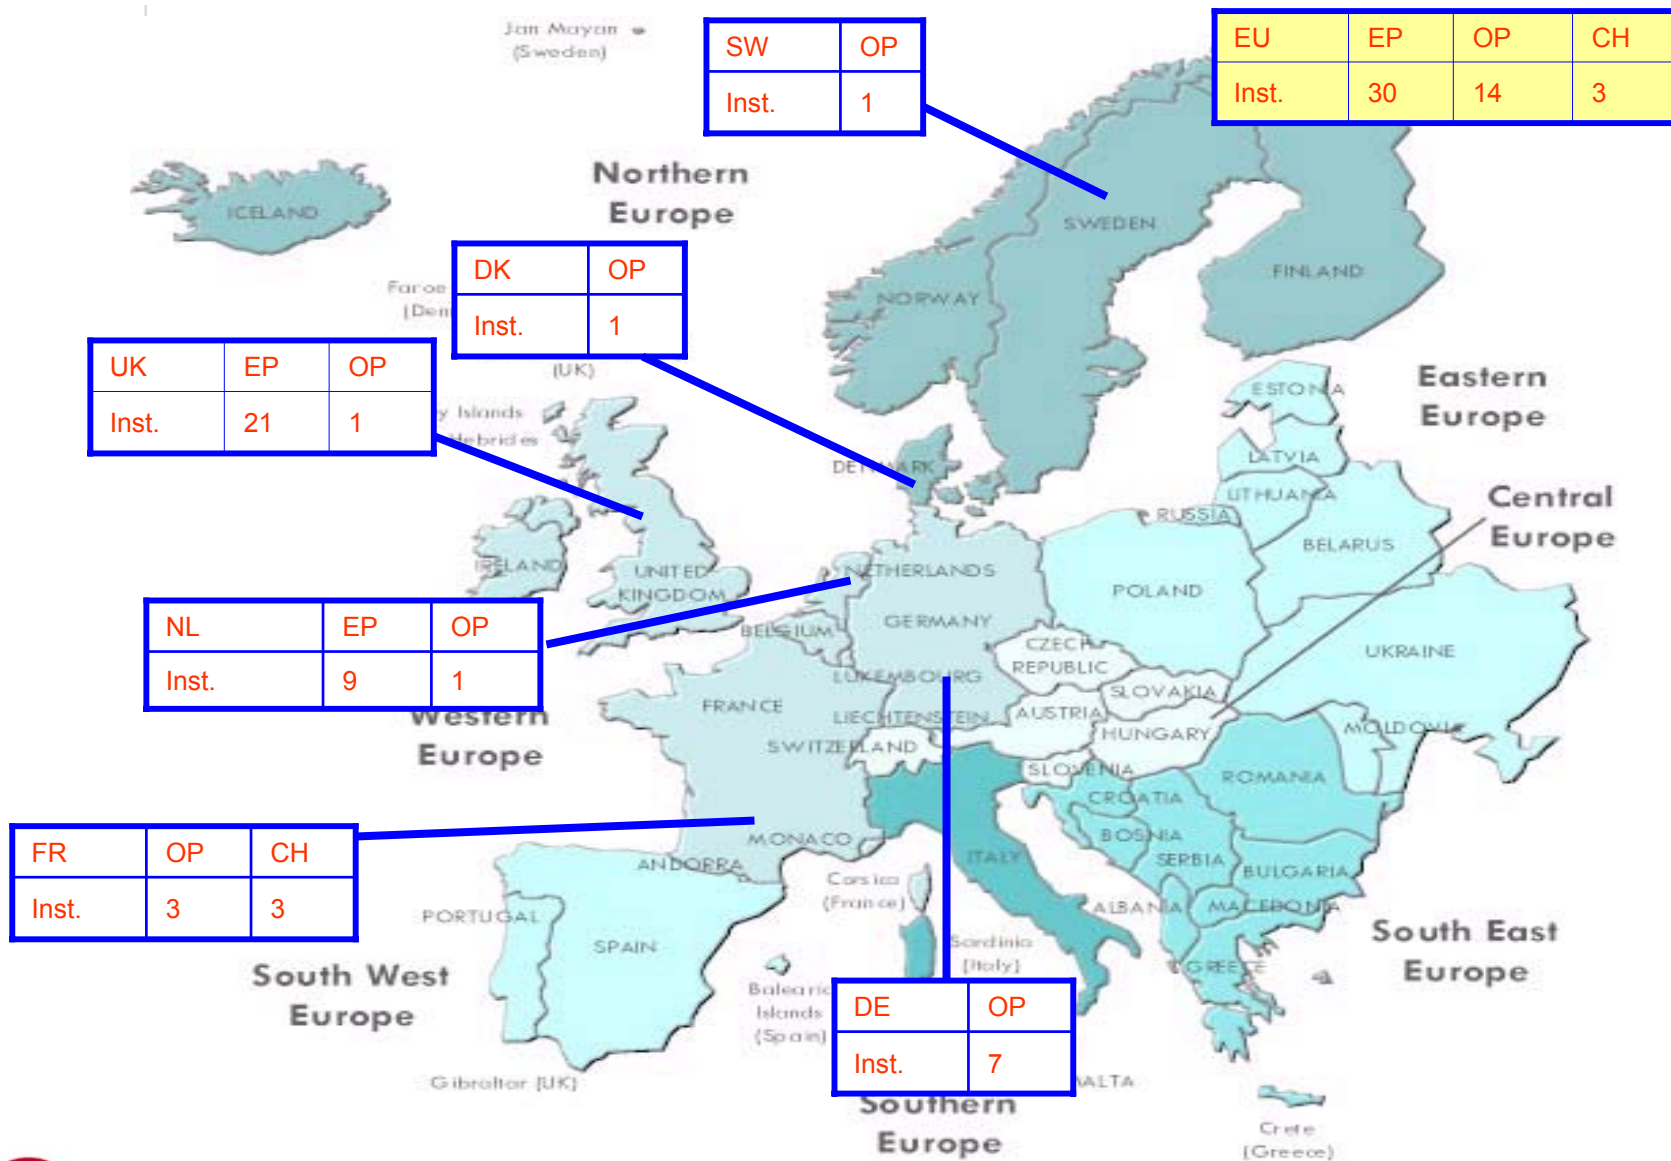 Jan Mayan
(Sweden)
SW OP
Inst. 1
EU EP OP CH
Inst. 30 14 3
Northern
Europe
ICELAND
SWEDEN
FINLAND
NORWAY
DK OP
Inst. 1
Faroe
(UK)
UK EP OP
Inst. 21 1
Islands
Hebrides
Eastern
Europe
ESTONIA
LATVIA
LITHUANIA
RUSSIA
BELARUS
DENMARK
Central
Europe
IRELAND
UNITED
KINGDOM
NETHERLANDS
POLAND
GERMANY
BELGIUM
NL EP OP
Inst. 9 1
CZECH
REPUBLIC
UKRAINE
LUXEMBOURG
SLOVAKIA
FRANCE
LIECHTENSTEIN
AUSTRIA
HUNGARY
MOLDOVA
Western
Europe
SWITZERLAND
SLOVENIA
ROMANIA
CROATIA
FR OP CH
Inst. 3 3
MONACO
ANDORRA
BOSNIA
SERBIA
ITALY
BULGARIA
Corsica
(France)
ALBANIA
MACEDONIA
PORTUGAL
SPAIN
Sardinia
(Italy)
GREECE
South East
Europe
South West
Europe
Balearic
Islands
(Spain)
DE OP
Inst. 7
Gibraltar (UK)
MALTA
Southern
Europe
Crete
(Greece)